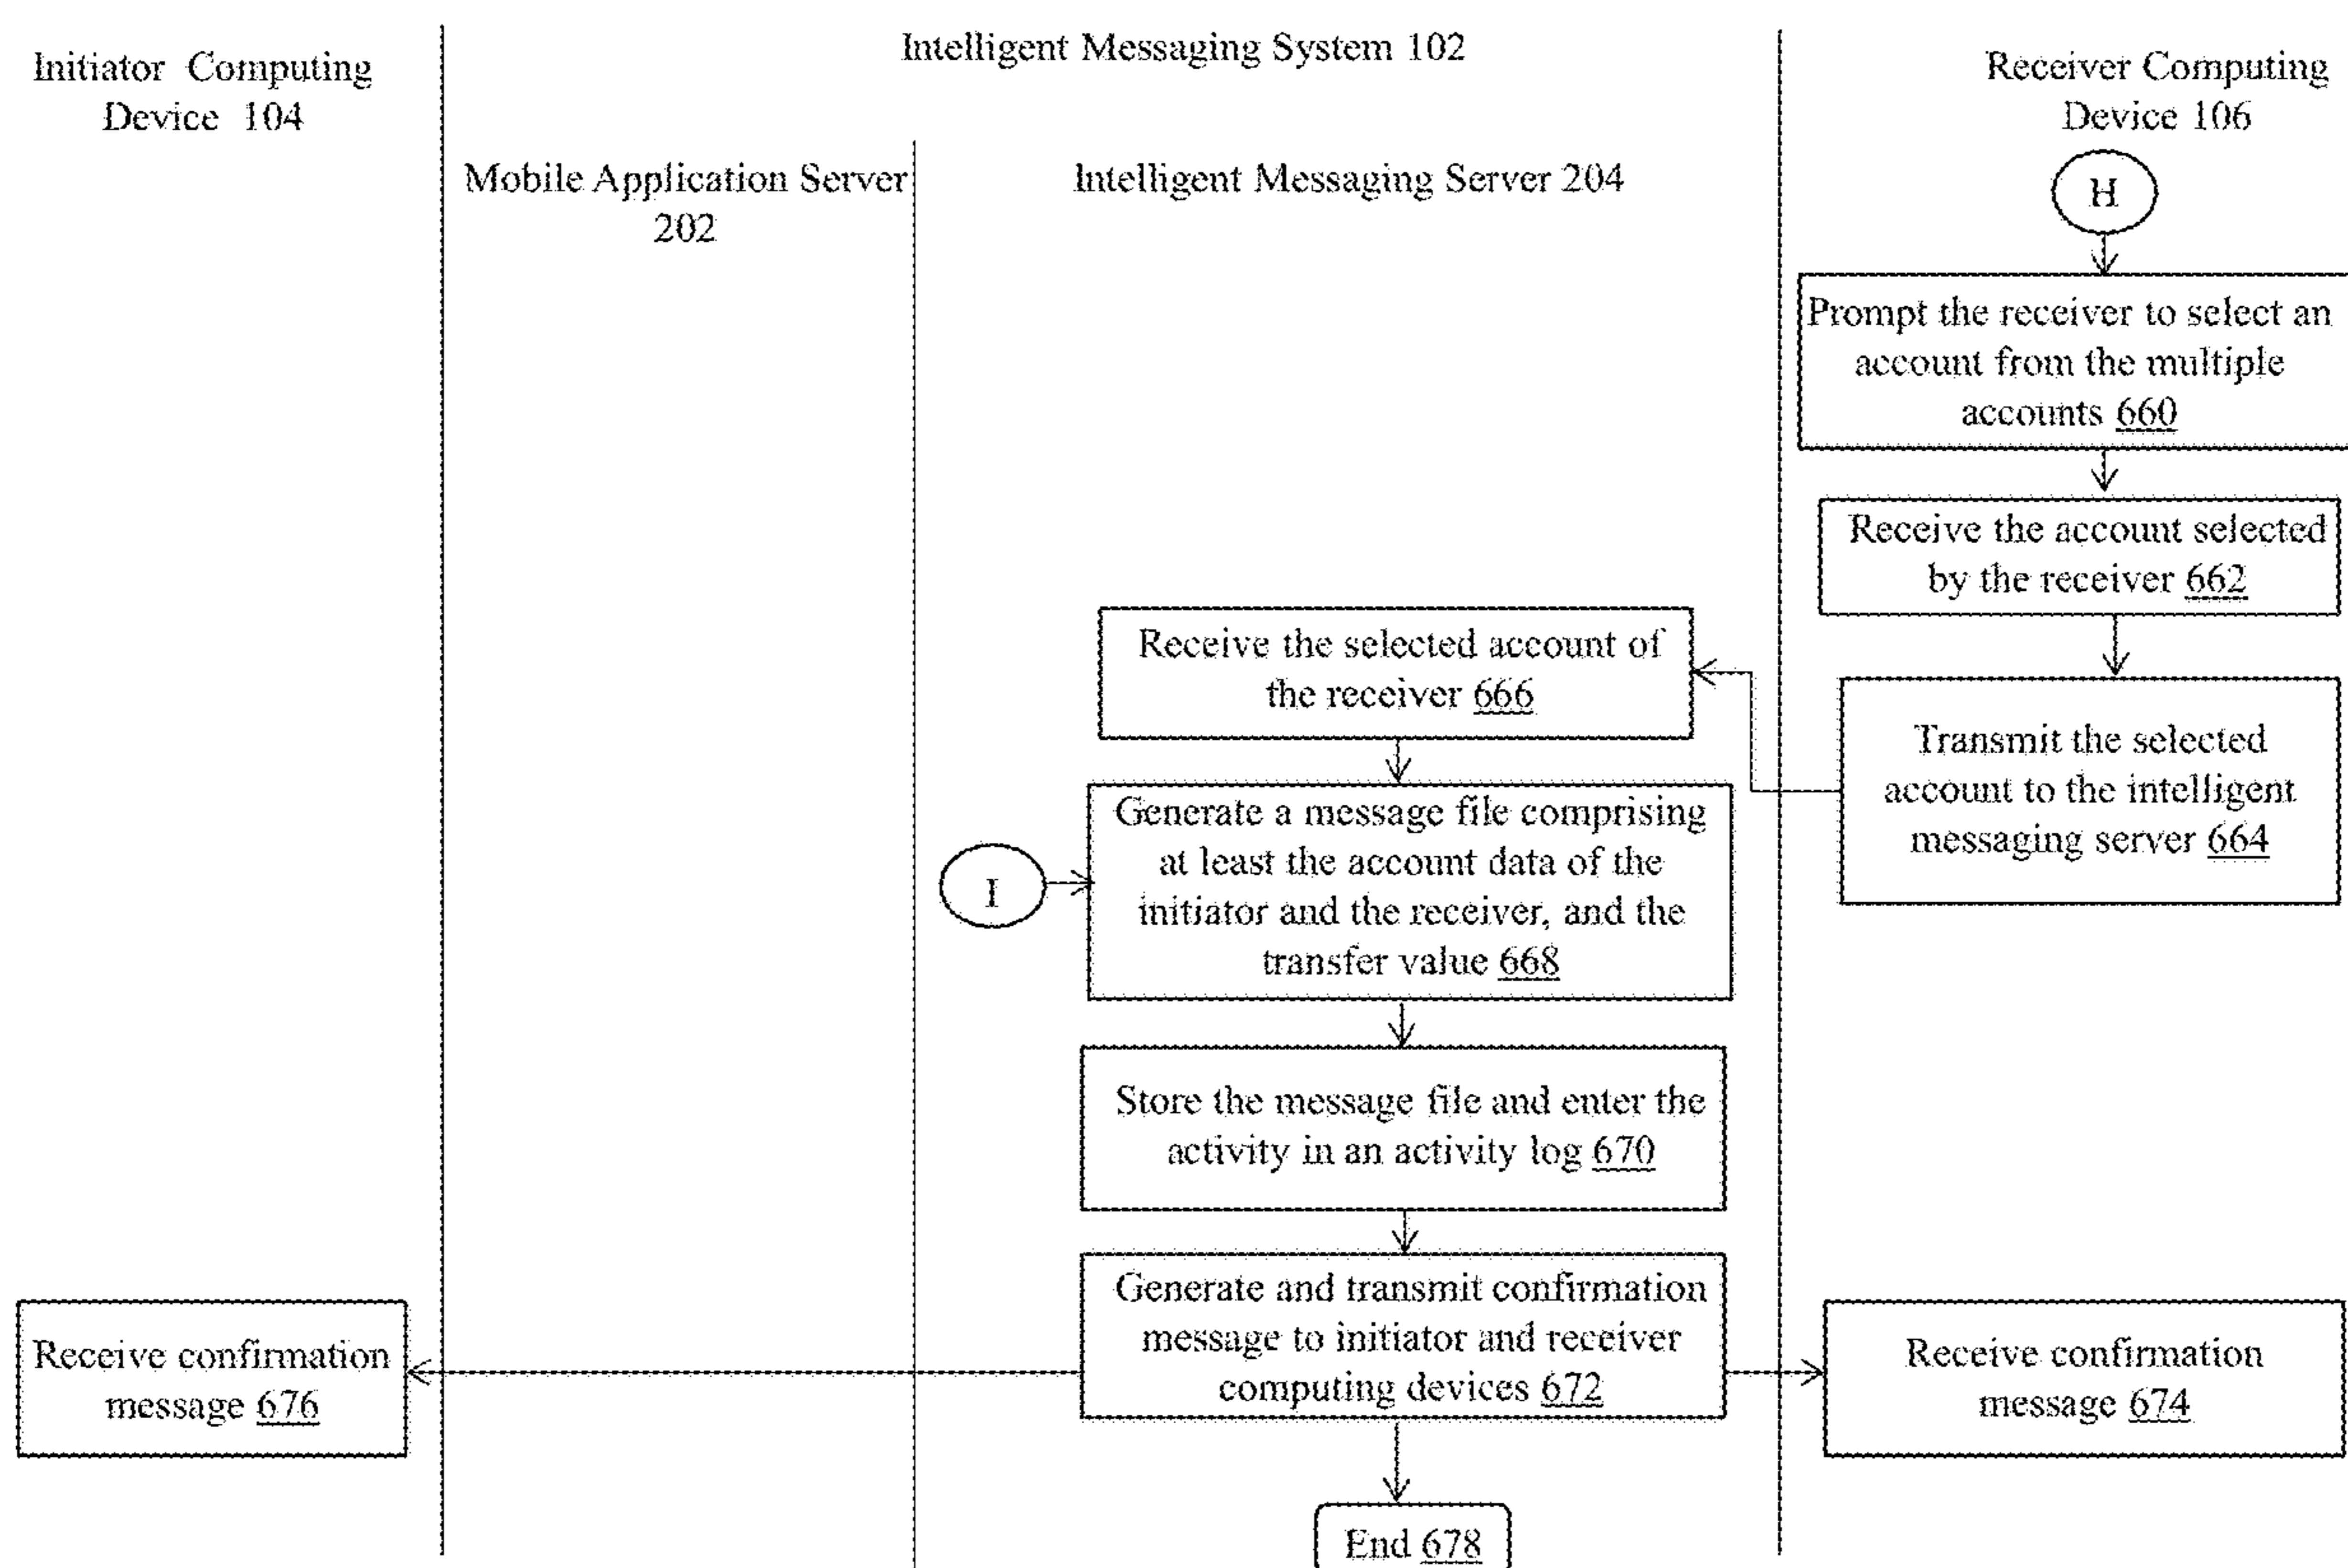 Initiator Computing
Device 104
Intelligent Messaging System 102
Receiver Computing
Device 106
Mobile Application Server
202
Intelligent Messaging Server 204
H
Prompt the receiver to select an
account from the multiple
accounts 660
Receive the account selected
by the receiver 662
Transmit the selected
account to the intelligent
messaging server 664
Receive the selected account of
the receiver 666
I
Generate a message file comprising
at least the account data of the
initiator and the receiver, and the
transfer value 668
Store the message file and enter the
activity in an activity log 670
Generate and transmit confirmation
message to initiator and receiver
computing devices 672
Receive confirmation
message 676
Receive confirmation
message 674
End 678